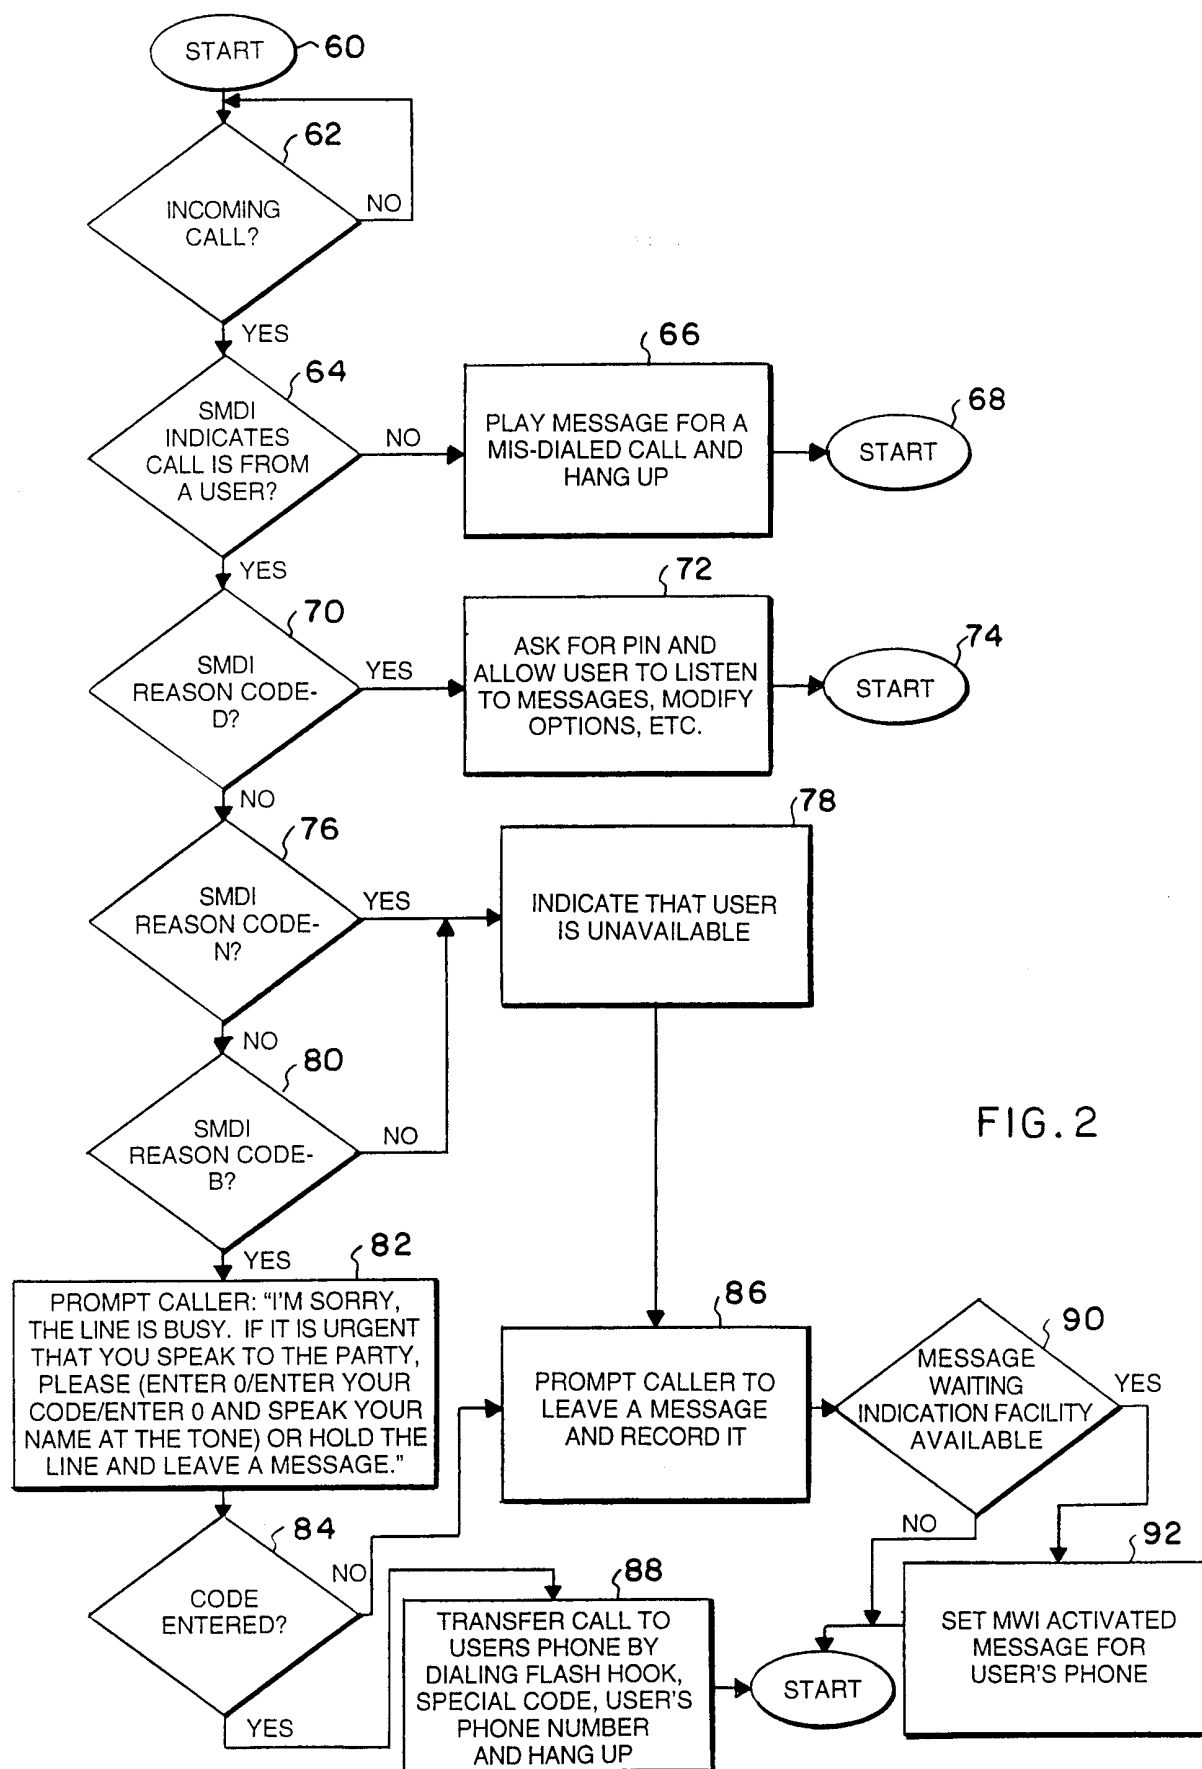 START
60
62
INCOMING
CALL?
NO
YES
64
SMDI
INDICATES
CALL IS FROM
A USER?
NO
66
PLAY MESSAGE FOR A
MIS-DIALED CALL AND
HANG UP
68
START
YES
70
SMDI
REASON CODE-
D?
YES
72
ASK FOR PIN AND
ALLOW USER TO LISTEN
TO MESSAGES, MODIFY
OPTIONS, ETC.
74
START
NO
76
SMDI
REASON CODE-
N?
YES
78
INDICATE THAT USER
IS UNAVAILABLE
NO
80
SMDI
REASON CODE-
B?
NO
FIG. 2
YES
82
PROMPT CALLER: "I'M SORRY,
THE LINE IS BUSY. IF IT IS URGENT
THAT YOU SPEAK TO THE PARTY,
PLEASE (ENTER 0/ENTER YOUR
CODE/ENTER 0 AND SPEAK YOUR
NAME AT THE TONE) OR HOLD THE
LINE AND LEAVE A MESSAGE."
86
PROMPT CALLER TO
LEAVE A MESSAGE
AND RECORD IT
90
MESSAGE
WAITING
INDICATION FACILITY
AVAILABLE
YES
NO
84
CODE
ENTERED?
NO
YES
88
TRANSFER CALL TO
USERS PHONE BY
DIALING FLASH HOOK,
SPECIAL CODE, USER'S
PHONE NUMBER
AND HANG UP
START
92
SET MWI ACTIVATED
MESSAGE FOR
USER'S PHONE